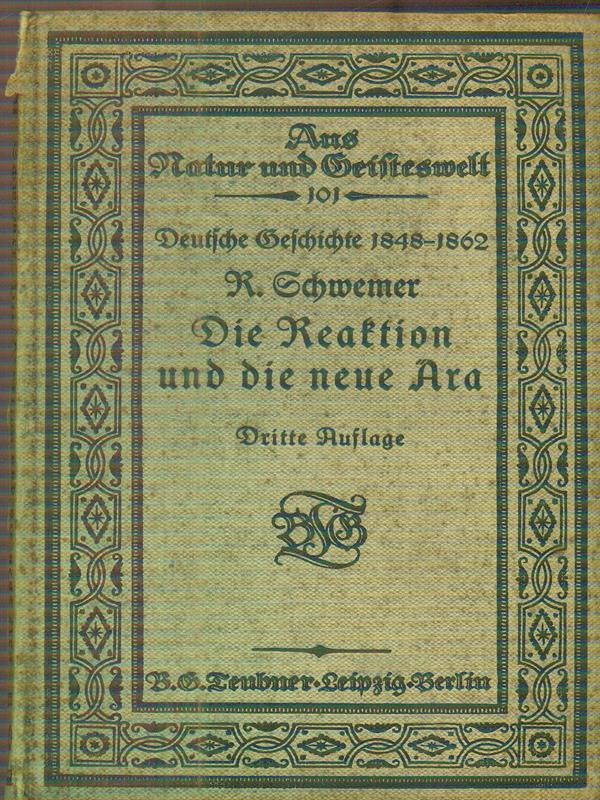 Aus
Natur und Geisteswelt
101
Deutsche Geschichte 1848-1862
R. Schwemer
Die Reaktion
und die neue Ära
Dritte Auflage
BGT
B. G. Teubner · Leipzig · Berlin